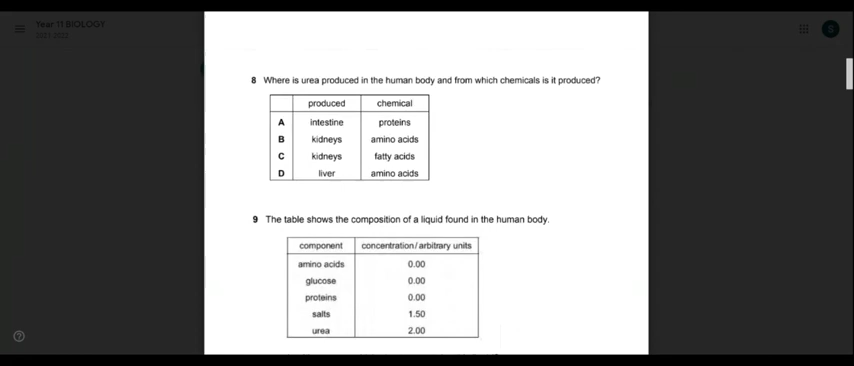 Year 11 BIOLOGY
2021-2022
S
8 Where is urea produced in the human body and from which chemicals is it produced?
produced chemical
A intestine proteins
B kidneys amino acids
C kidneys fatty acids
D liver amino acids
9 The table shows the composition of a liquid found in the human body.
component concentration/arbitrary units
amino acids 0.00
glucose 0.00
proteins 0.00
salts 1.50
urea 2.00